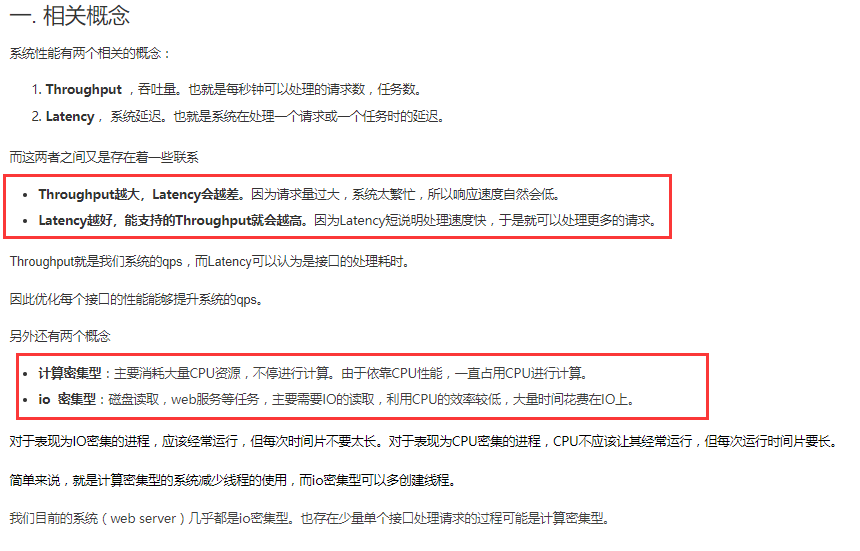 一. 相关概念
系统性能有两个相关的概念：
1. Throughput ，吞吐量。也就是每秒钟可以处理的请求数，任务数。
2. Latency， 系统延迟。也就是系统在处理一个请求或一个任务时的延迟。
而这两者之间又是存在着一些联系
• Throughput越大，Latency会越差。因为请求量过大，系统太繁忙，所以响应速度自然会低。
• Latency越好，能支持的Throughput就会越高。因为Latency短说明处理速度快，于是就可以处理更多的请求。
Throughput就是我们系统的qps，而Latency可以认为是接口的处理耗时。
因此优化每个接口的性能能够提升系统的qps。
另外还有两个概念
• 计算密集型：主要消耗大量CPU资源，不停进行计算。由于依靠CPU性能，一直占用CPU进行计算。
• io 密集型：磁盘读取，web服务等任务，主要需要IO的读取，利用CPU的效率较低，大量时间花费在IO上。
对于表现为IO密集的进程，应该经常运行，但每次时间片不要太长。对于表现为CPU密集的进程，CPU不应该让其经常运行，但每次运行时间片要长。
简单来说，就是计算密集型的系统减少线程的使用，而io密集型可以多创建线程。
我们目前的系统（web server）几乎都是io密集型。也存在少量单个接口处理请求的过程可能是计算密集型。